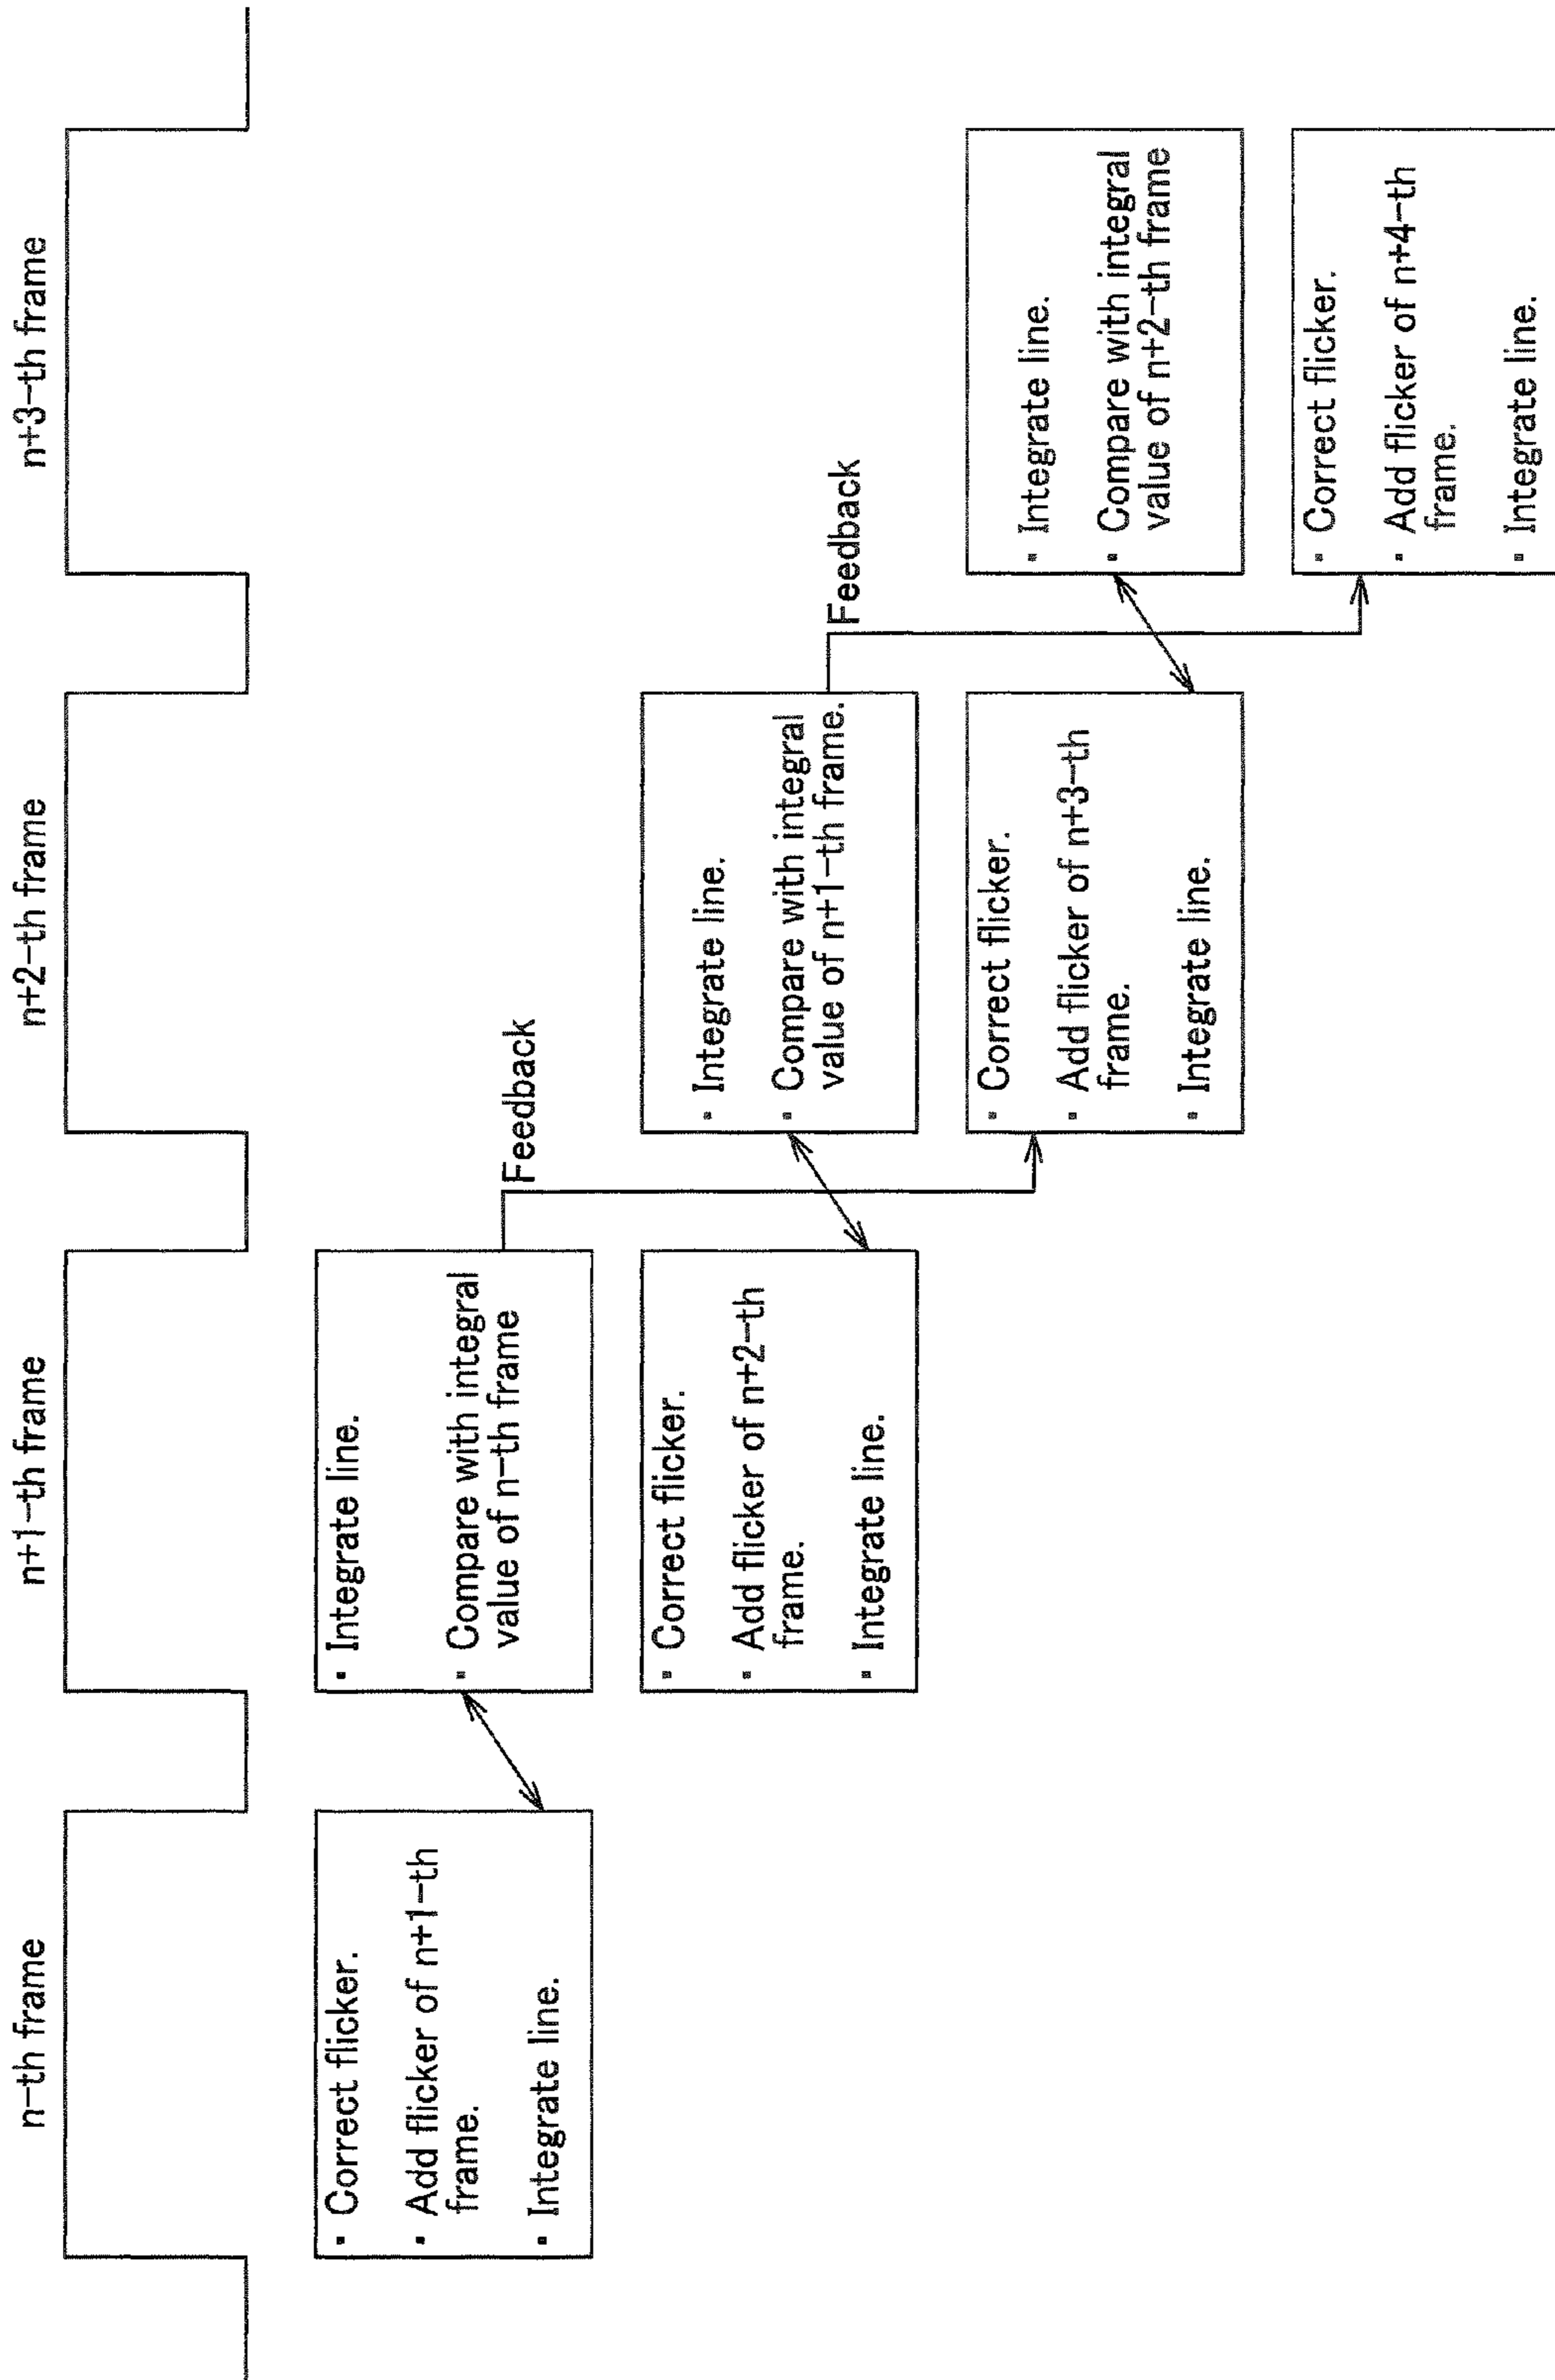 n-th frame
n+1-th frame
n+2-th frame
n+3-th frame
▪ Correct flicker.
▪ Add flicker of n+1-th
frame.
▪ Integrate line.
▪ Integrate line.
▪ Compare with integral
value of n-th frame
Feedback
▪ Correct flicker.
▪ Add flicker of n+2-th
frame.
▪ Integrate line.
▪ Integrate line.
▪ Compare with integral
value of n+1-th frame.
Feedback
▪ Correct flicker.
▪ Add flicker of n+3-th
frame.
▪ Integrate line.
▪ Integrate line.
▪ Compare with integral
value of n+2-th frame
▪ Correct flicker.
▪ Add flicker of n+4-th
frame.
▪ Integrate line.